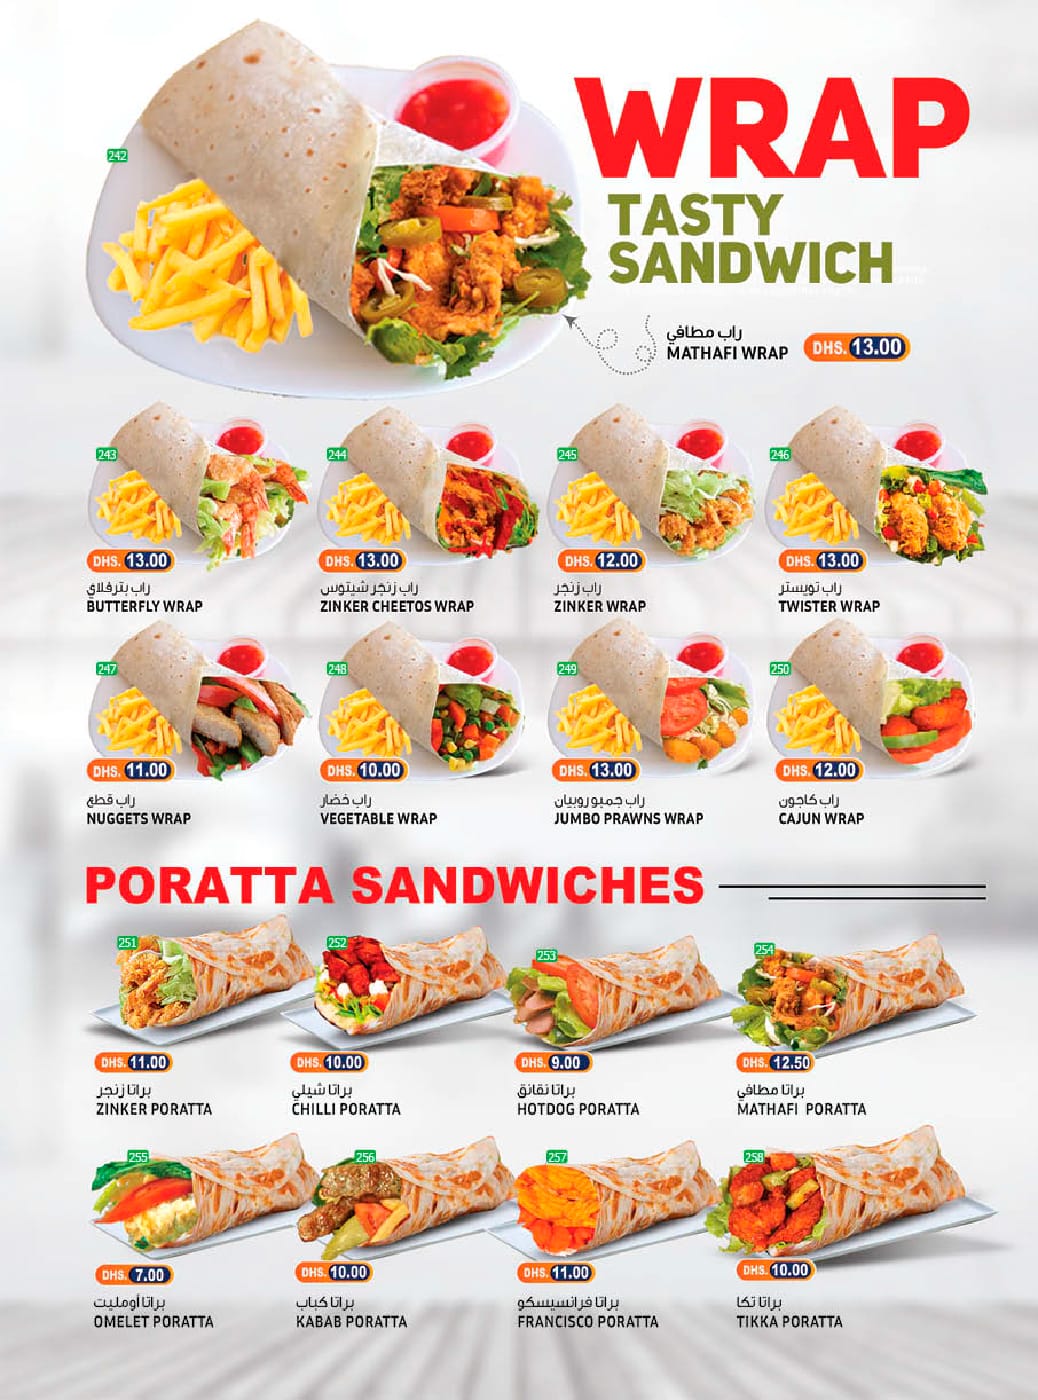 242
WRAP
TASTY
SANDWICH
راب مطافي
MATHAFI WRAP
DHS. 13.00
243
DHS. 13.00
راب بترفلاي
BUTTERFLY WRAP
244
DHS. 13.00
راب زنجر شيتوس
ZINKER CHEETOS WRAP
245
DHS. 12.00
راب زنجر
ZINKER WRAP
246
DHS. 13.00
راب تويستر
TWISTER WRAP
247
DHS. 11.00
راب قطع
NUGGETS WRAP
248
DHS. 10.00
راب خضار
VEGETABLE WRAP
249
DHS. 13.00
راب جمبو روبيان
JUMBO PRAWNS WRAP
250
DHS. 12.00
راب كاجون
CAJUN WRAP
PORATTA SANDWICHES
251
DHS. 11.00
براتا زنجر
ZINKER PORATTA
252
DHS. 10.00
براتا شيلي
CHILLI PORATTA
253
DHS. 9.00
براتا نقانق
HOTDOG PORATTA
254
DHS. 12.50
براتا مطافي
MATHAFI PORATTA
255
DHS. 7.00
براتا أومليت
OMELET PORATTA
256
DHS. 10.00
براتا كباب
KABAB PORATTA
257
DHS. 11.00
براتا فرانسيسكو
FRANCISCO PORATTA
258
DHS. 10.00
براتا تكا
TIKKA PORATTA